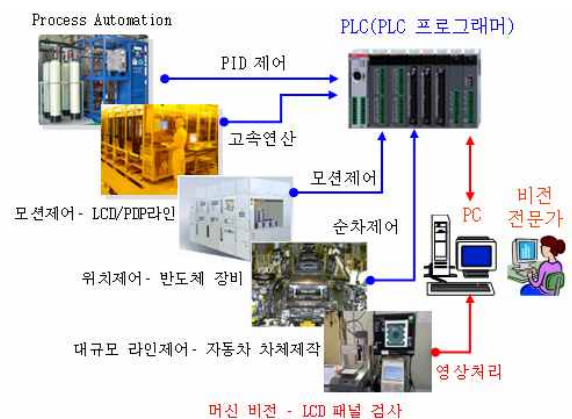 Process Automation
PLC(PLC 프로그래머)
PID 제어
고속연산
모션제어
모션제어- LCD/PDP라인
순차제어
PC
비전
전문가
위치제어- 반도체 장비
대규모 라인제어- 자동차 차체제작
영상처리
머신 비전 - LCD 패널 검사